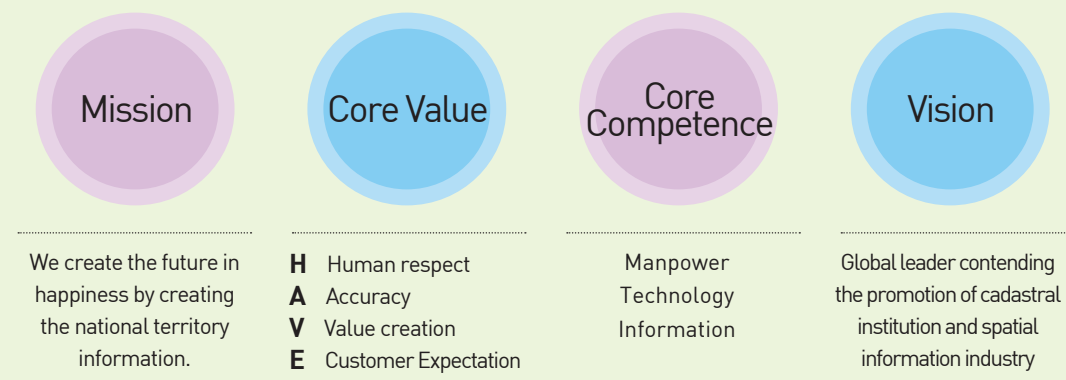 Mission
We create the future in
happiness by creating
the national territory
information.
Core Value
H Human respect
A Accuracy
V Value creation
E Customer Expectation
Core
Competence
Manpower
Technology
Information
Vision
Global leader contending
the promotion of cadastral
institution and spatial
information industry